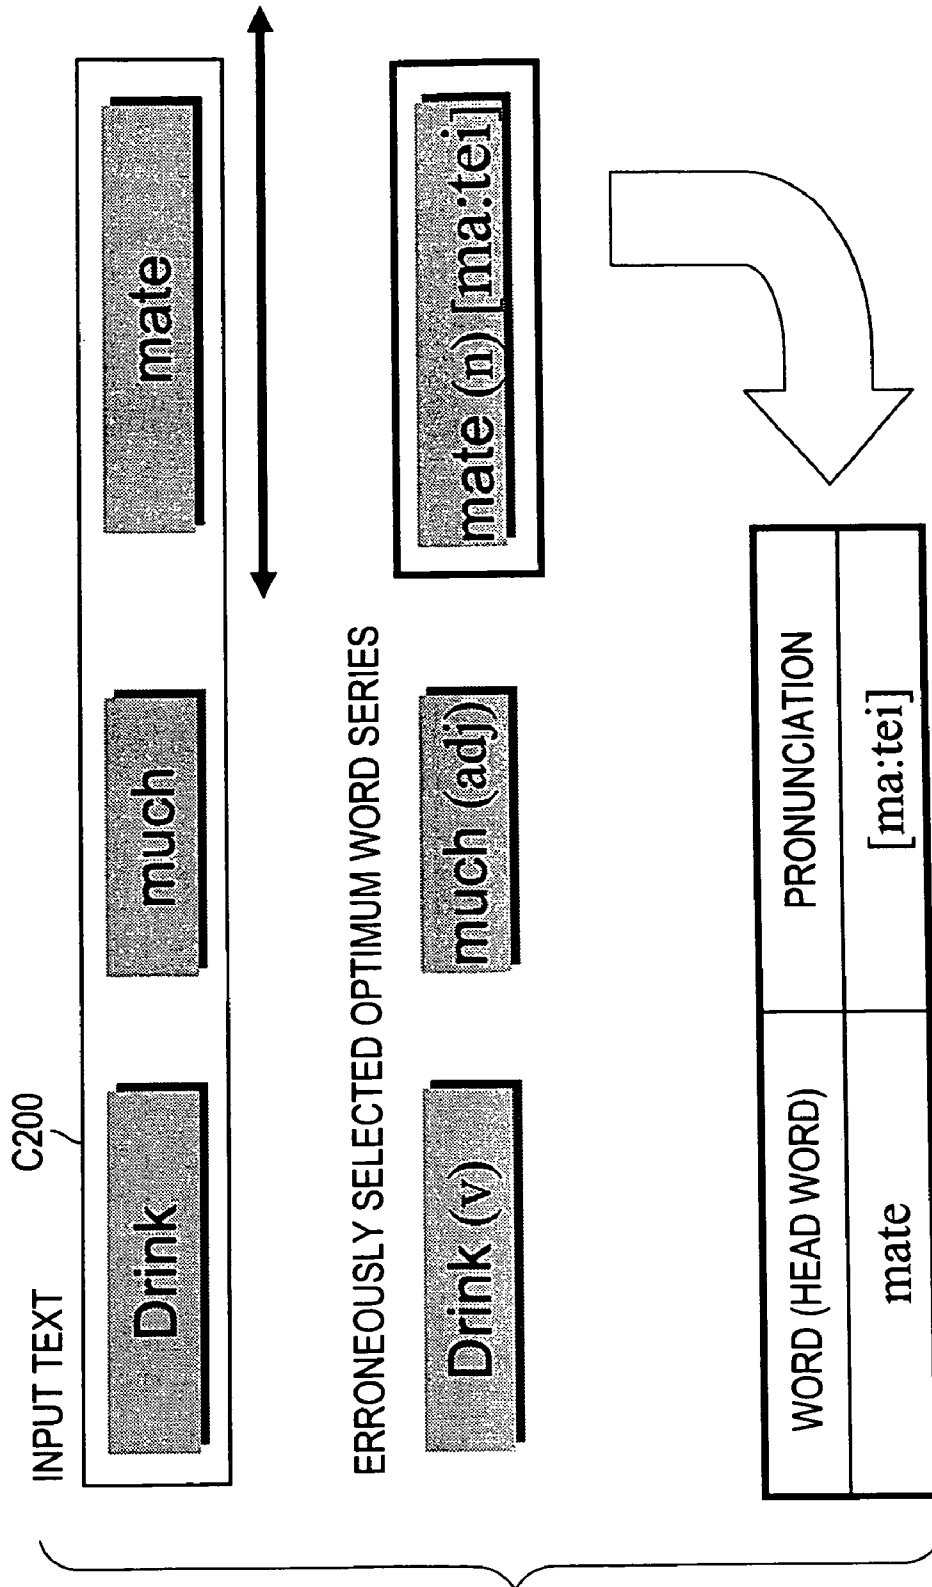 INPUT TEXT C200
Drink much mate
ERRONEOUSLY SELECTED OPTIMUM WORD SERIES
Drink (v) much (adj) mate (n) [ma:tei]
WORD (HEAD WORD) PRONUNCIATION
mate [ma:tei]